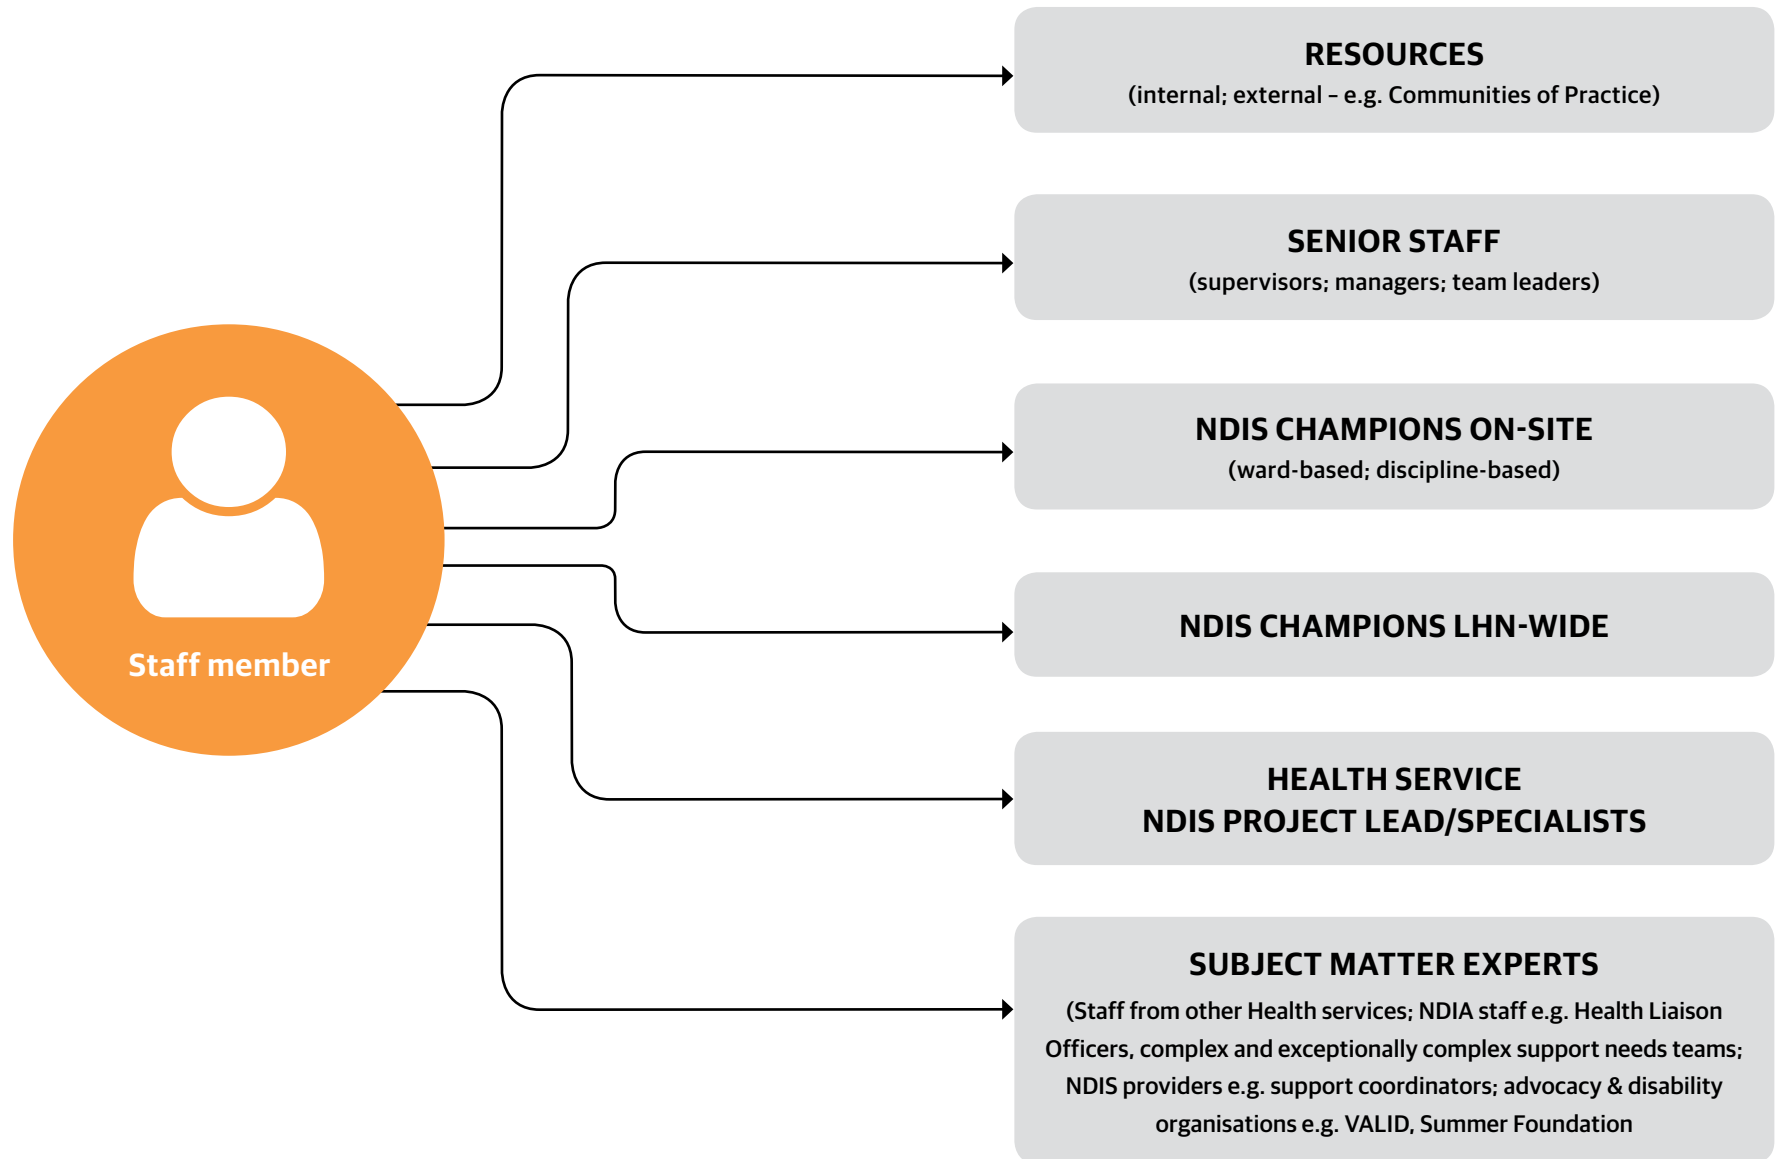 RESOURCES
(internal; external – e.g. Communities of Practice)
SENIOR STAFF
(supervisors; managers; team leaders)
NDIS CHAMPIONS ON-SITE
(ward-based; discipline-based)
NDIS CHAMPIONS LHN-WIDE
Staff member
HEALTH SERVICE
NDIS PROJECT LEAD/SPECIALISTS
SUBJECT MATTER EXPERTS
(Staff from other Health services; NDIA staff e.g. Health Liaison
Officers, complex and exceptionally complex support needs teams;
NDIS providers e.g. support coordinators; advocacy & disability
organisations e.g. VALID, Summer Foundation